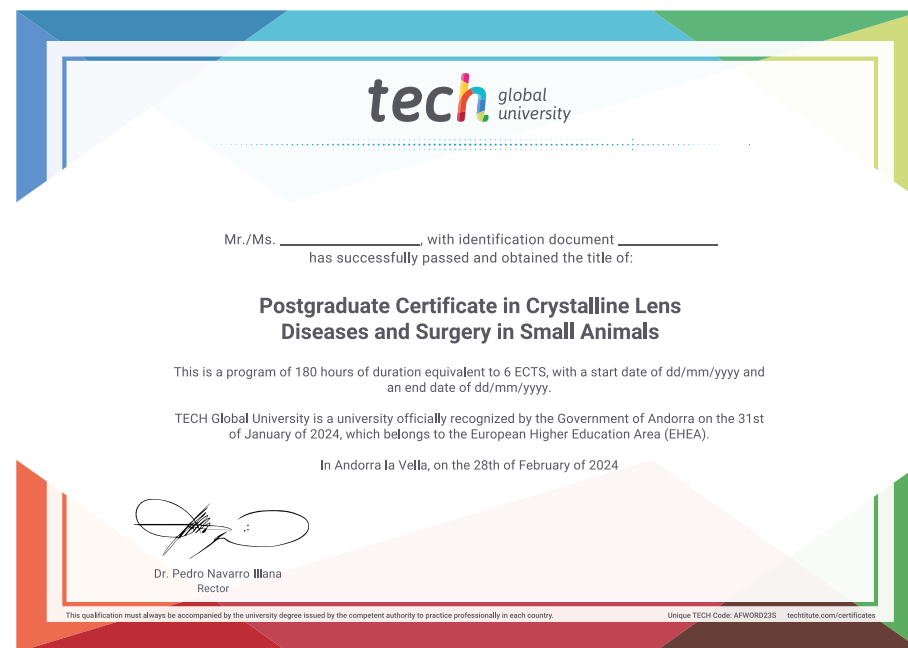 tech global
university
Mr./Ms. ____________, with identification document ____________
has successfully passed and obtained the title of:
Postgraduate Certificate in Crystalline Lens
Diseases and Surgery in Small Animals
This is a program of 180 hours of duration equivalent to 6 ECTS, with a start date of dd/mm/yyyy and
an end date of dd/mm/yyyy.
TECH Global University is a university officially recognized by the Government of Andorra on the 31st
of January of 2024, which belongs to the European Higher Education Area (EHEA).
In Andorra la Vella, on the 28th of February of 2024
Dr. Pedro Navarro Illana
Rector
This qualification must always be accompanied by the university degree issued by the competent authority to practice professionally in each country. Unique TECH Code: AFWORD23S techtitute.com/certificates